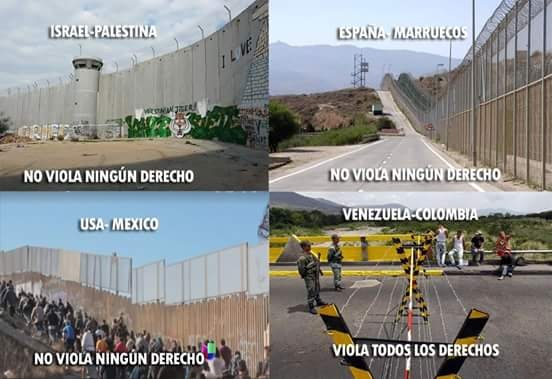 ISRAEL-PALESTINA
I LOVE
NO VIOLA NINGÚN DERECHO
ESPAÑA- MARRUECOS
NO VIOLA NINGÚN DERECHO
USA- MEXICO
NO VIOLA NINGÚN DERECHO
VENEZUELA-COLOMBIA
VIOLA TODOS LOS DERECHOS